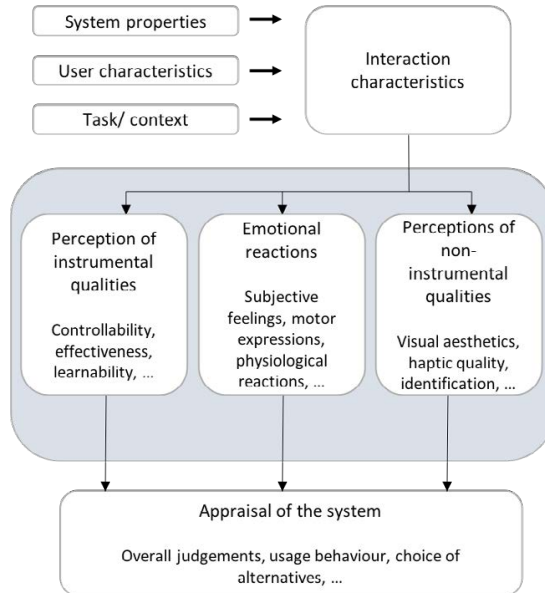 System properties
User characteristics
Task/ context
Interaction
characteristics
Perception of
instrumental
qualities
Controllability,
effectiveness,
learnability, ...
Emotional
reactions
Subjective
feelings, motor
expressions,
physiological
reactions, ...
Perceptions of
non-
instrumental
qualities
Visual aesthetics,
haptic quality,
identification, ...
Appraisal of the system
Overall judgements, usage behaviour, choice of
alternatives, ...